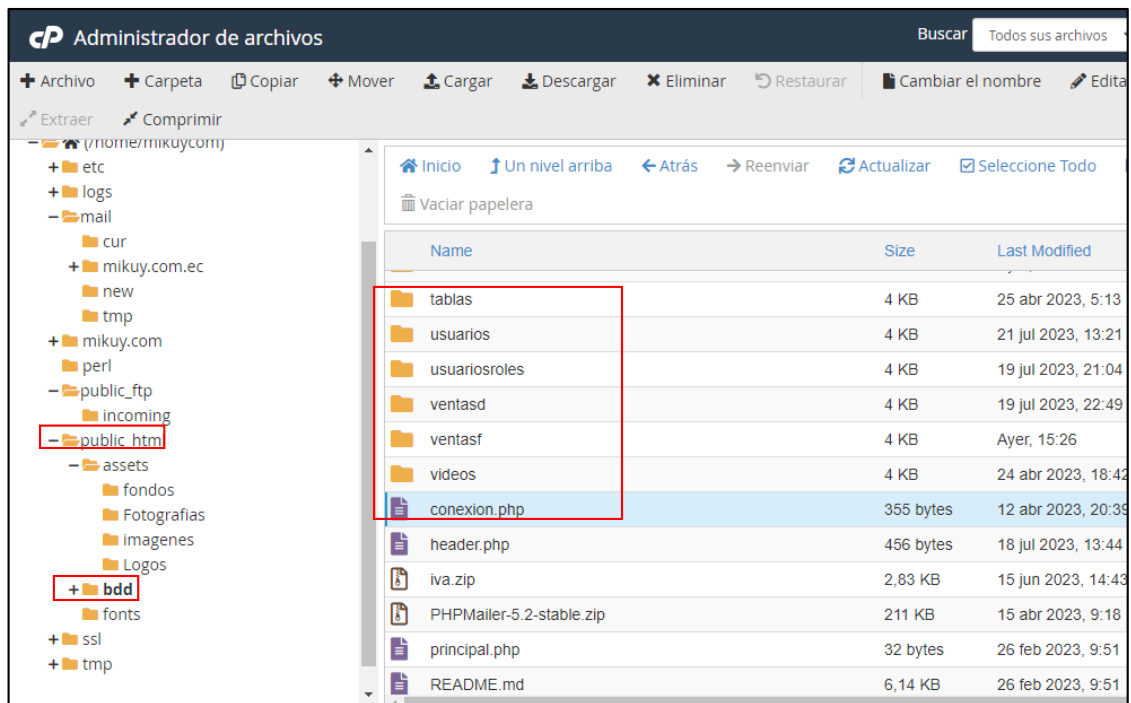 cP Administrador de archivos
Buscar Todos sus archivos
Archivo Carpeta Copiar Mover Cargar Descargar Eliminar Restaurar Cambiar el nombre Edita
Extraer Comprimir
(/home/mikuycom)
etc
logs
mail
cur
mikuy.com.ec
new
tmp
mikuy.com
perl
public_ftp
incoming
public_htm
assets
fondos
Fotografias
imagenes
Logos
bdd
fonts
ssl
tmp
Inicio Un nivel arriba Atrás Reenviar Actualizar Seleccione Todo
Vaciar papelera
Name Size Last Modified
tablas 4 KB 25 abr 2023, 5:13
usuarios 4 KB 21 jul 2023, 13:21
usuariosroles 4 KB 19 jul 2023, 21:04
ventasd 4 KB 19 jul 2023, 22:49
ventasf 4 KB Ayer, 15:26
videos 4 KB 24 abr 2023, 18:42
conexion.php 355 bytes 12 abr 2023, 20:39
header.php 456 bytes 18 jul 2023, 13:44
iva.zip 2,83 KB 15 jun 2023, 14:43
PHPMailer-5.2-stable.zip 211 KB 15 abr 2023, 9:18
principal.php 32 bytes 26 feb 2023, 9:51
README.md 6,14 KB 26 feb 2023, 9:51